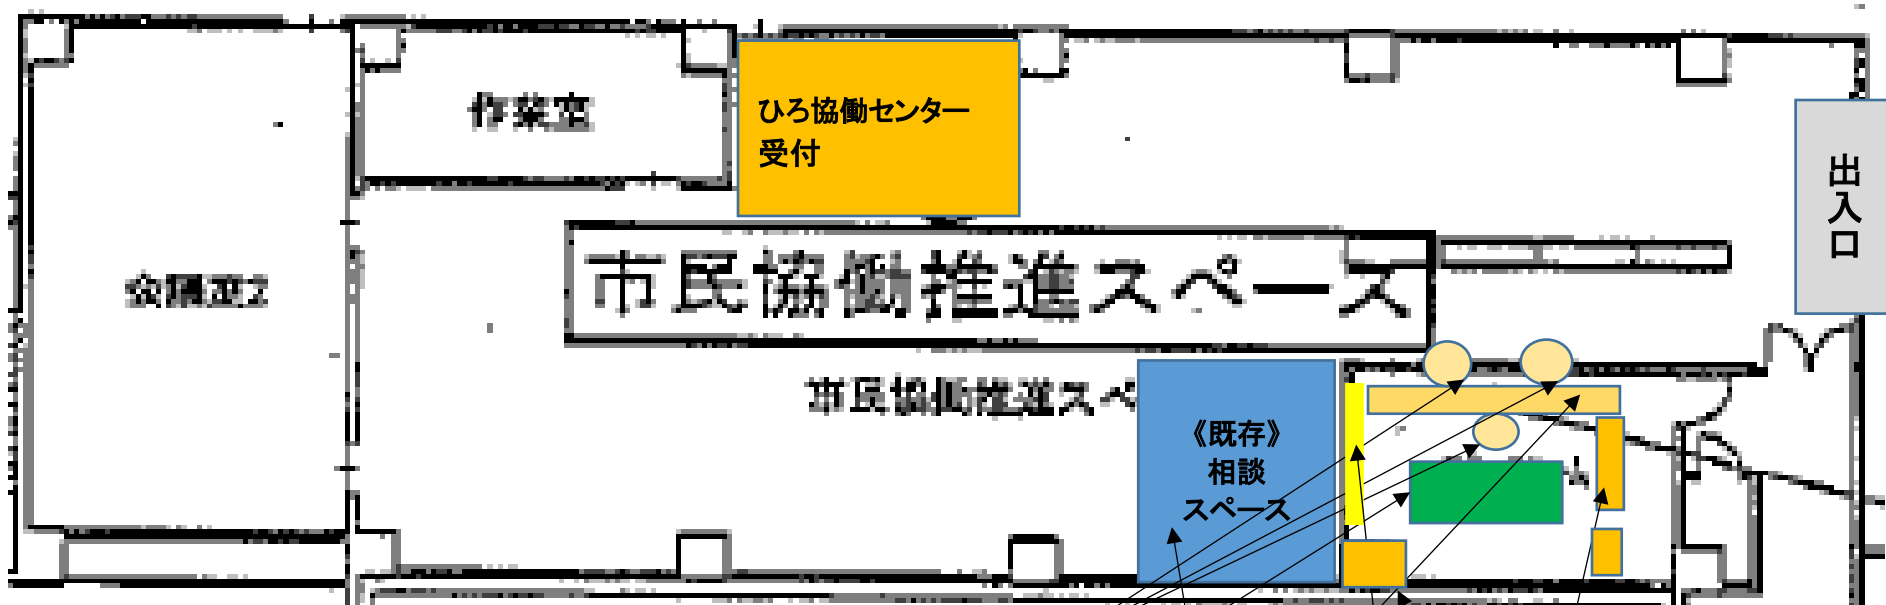 作業室
ひろ協働センター
受付
出入口
会議室2
市民協働推進スペース
市民協働推進スペ
《既存》
相談
スペース